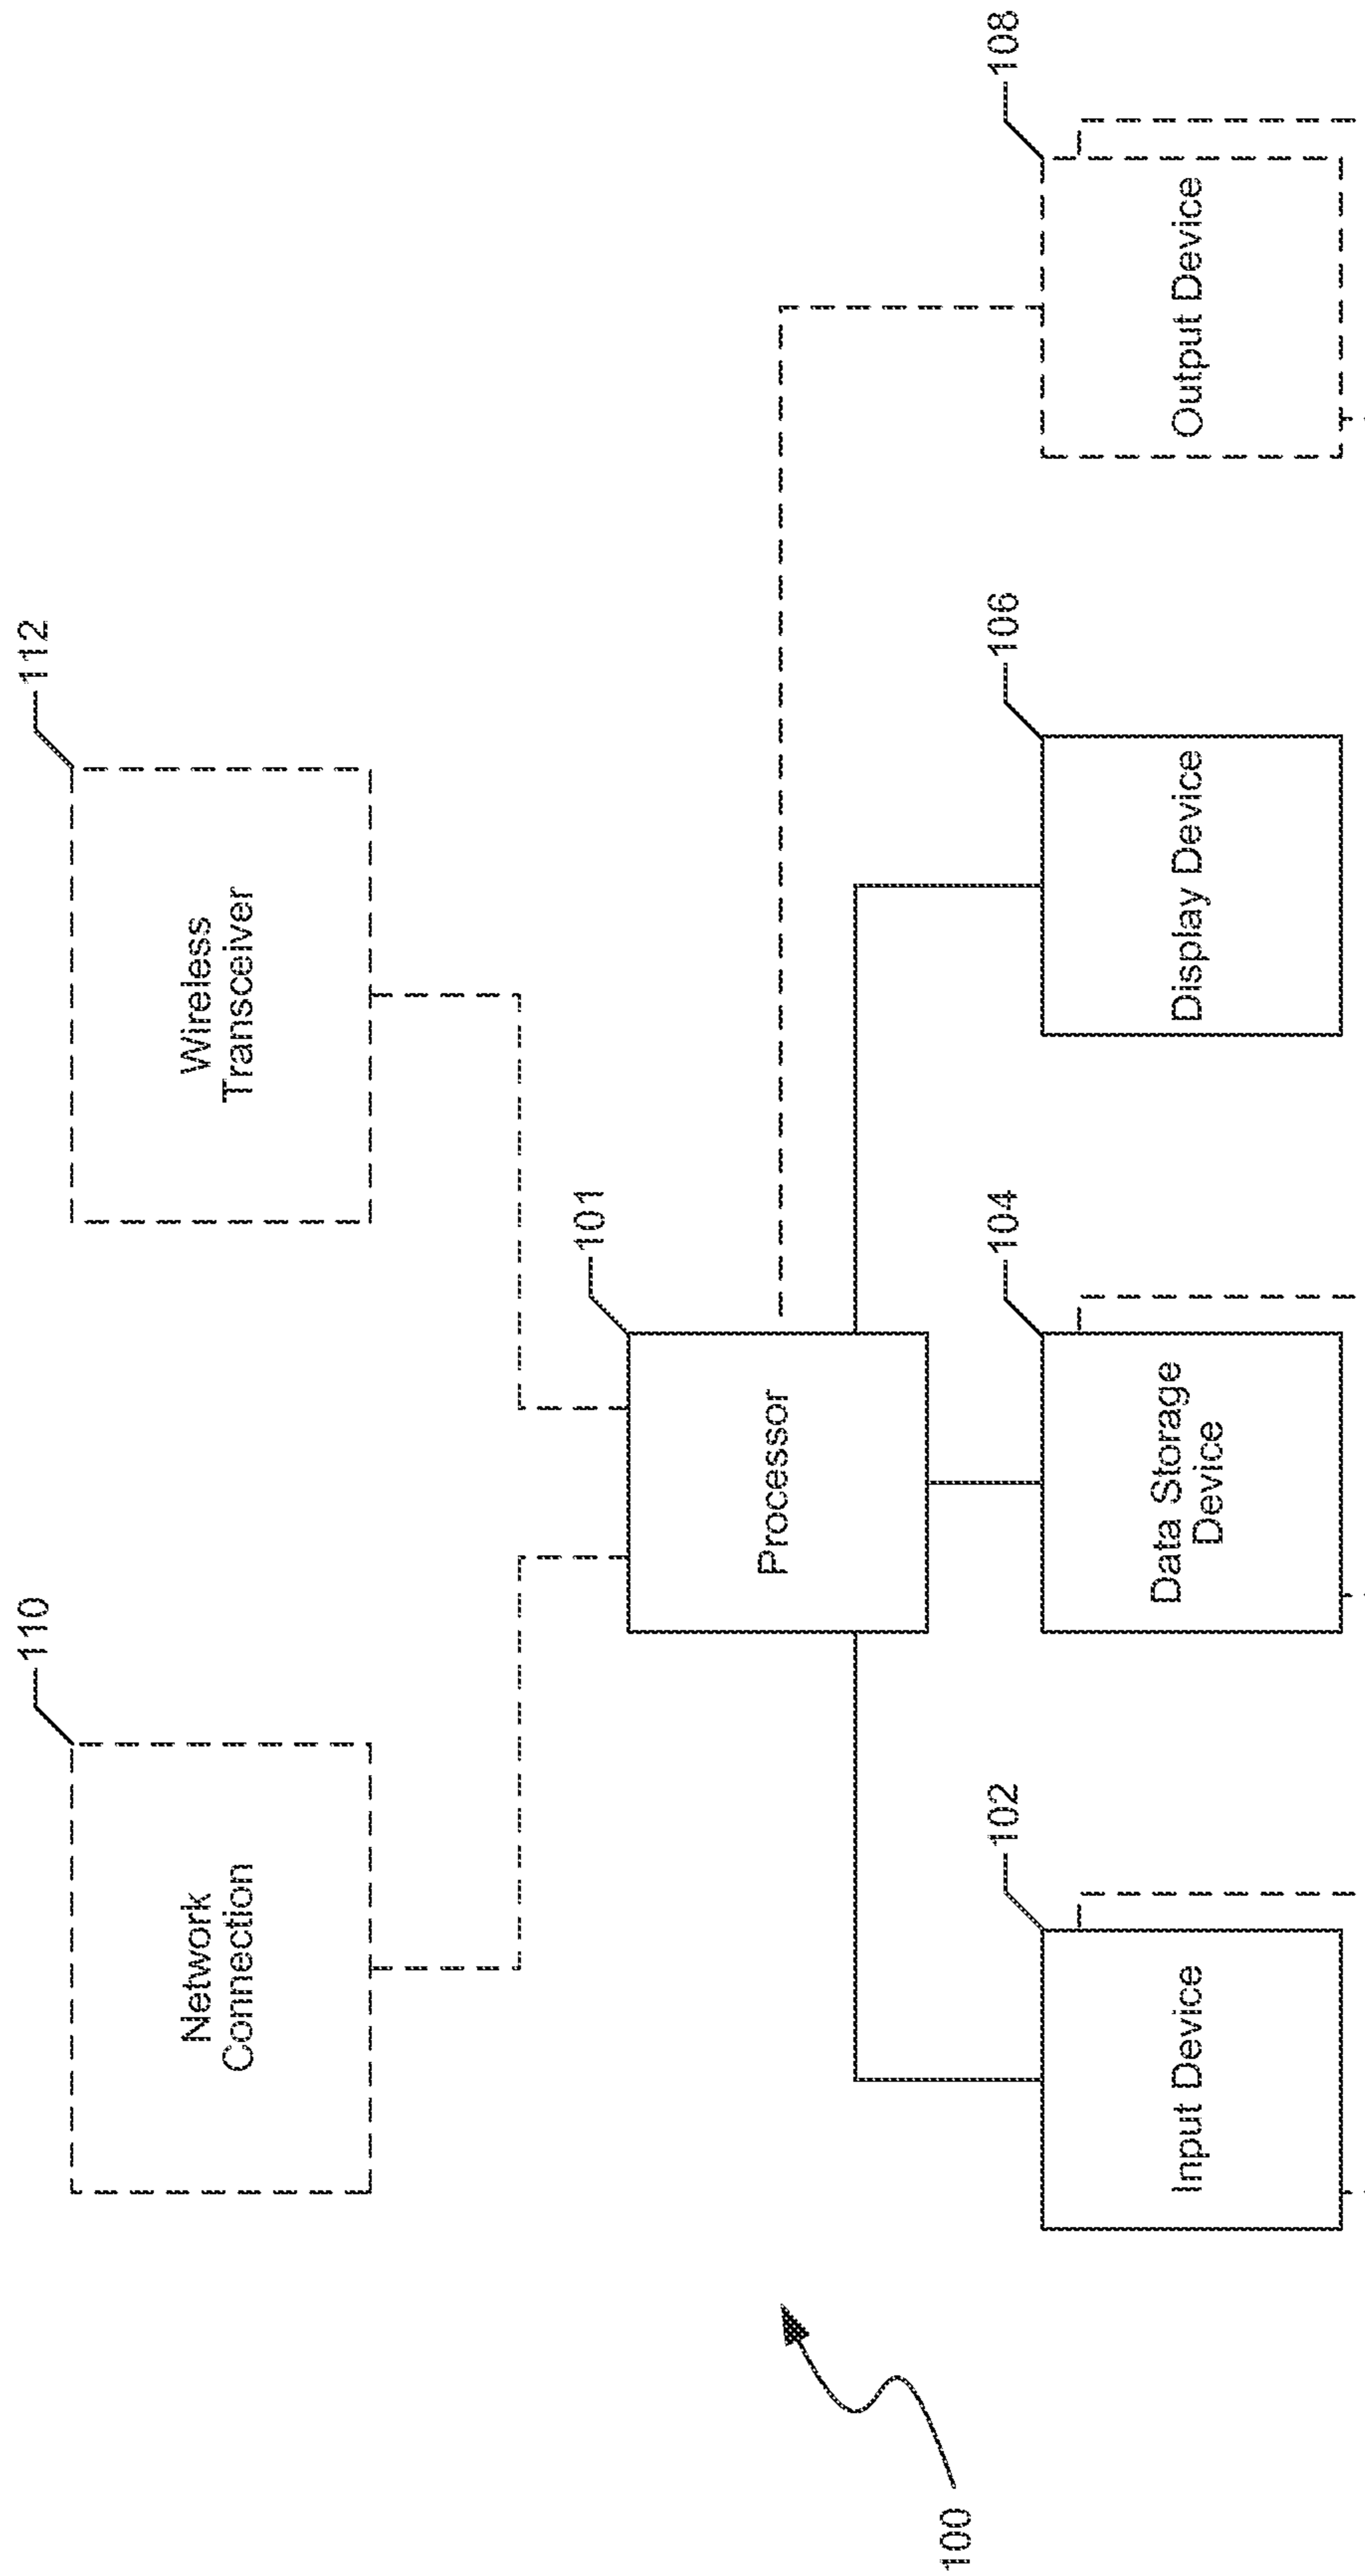 110
Network
Connection
112
Wireless
Transceiver
101
Processor
100
102
Input Device
104
Data Storage
Device
106
Display Device
108
Output Device